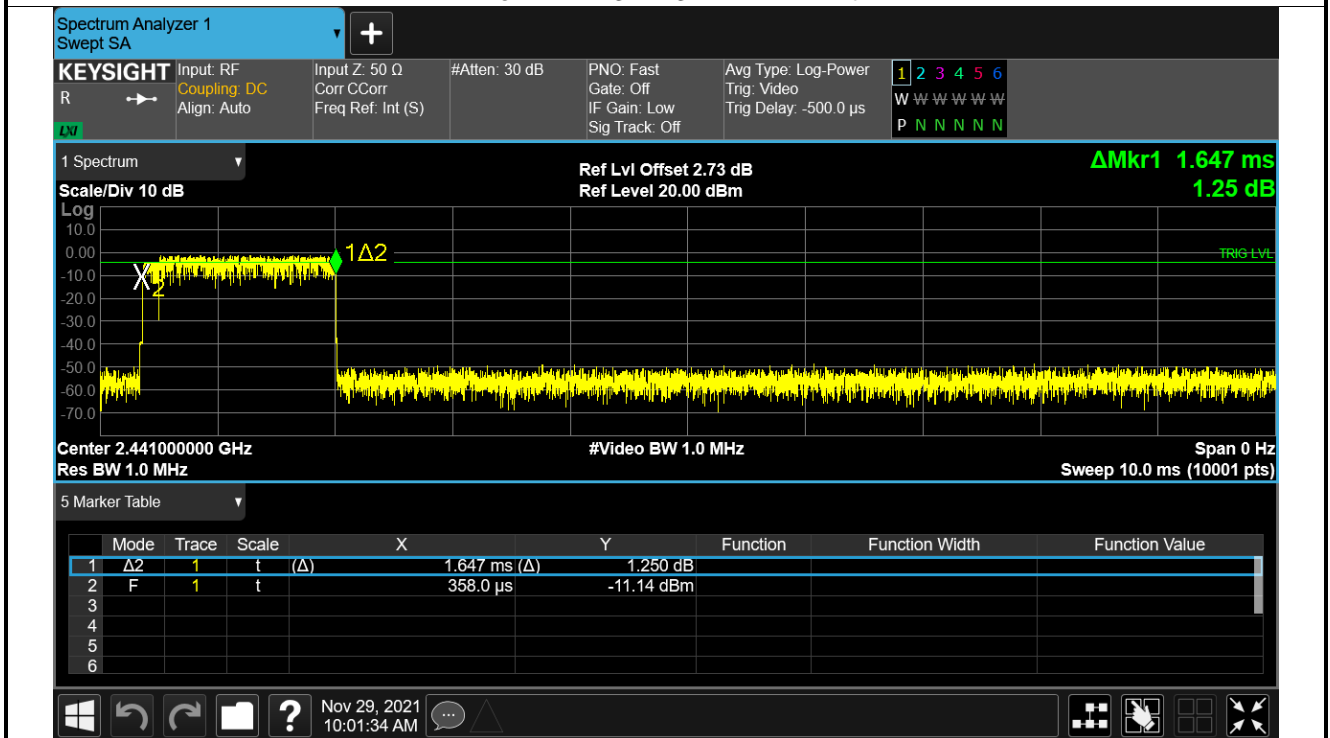 Spectrum Analyzer 1
Swept SA
+
KEYSIGHT Input: RF Input Z: 50 Ω #Atten: 30 dB PNO: Fast Avg Type: Log-Power 1 2 3 4 5 6
R Coupling: DC Corr CCorr Gate: Off Trig: Video W W W W W W
Align: Auto Freq Ref: Int (S) IF Gain: Low Trig Delay: -500.0 µs
LXI Sig Track: Off P N N N N N
1 Spectrum Ref Lvl Offset 2.73 dB ΔMkr1 1.647 ms
Scale/Div 10 dB Ref Level 20.00 dBm 1.25 dB
Log
10.0
0.00 1Δ2 TRIG LVL
-10.0 X2
-20.0
-30.0
-40.0
-50.0
-60.0
-70.0
Center 2.441000000 GHz #Video BW 1.0 MHz Span 0 Hz
Res BW 1.0 MHz Sweep 10.0 ms (10001 pts)
5 Marker Table
Mode Trace Scale X Y Function Function Width Function Value
1 Δ2 1 t (Δ) 1.647 ms (Δ) 1.250 dB
2 F 1 t 358.0 µs -11.14 dBm
3
4
5
6
? Nov 29, 2021
10:01:34 AM